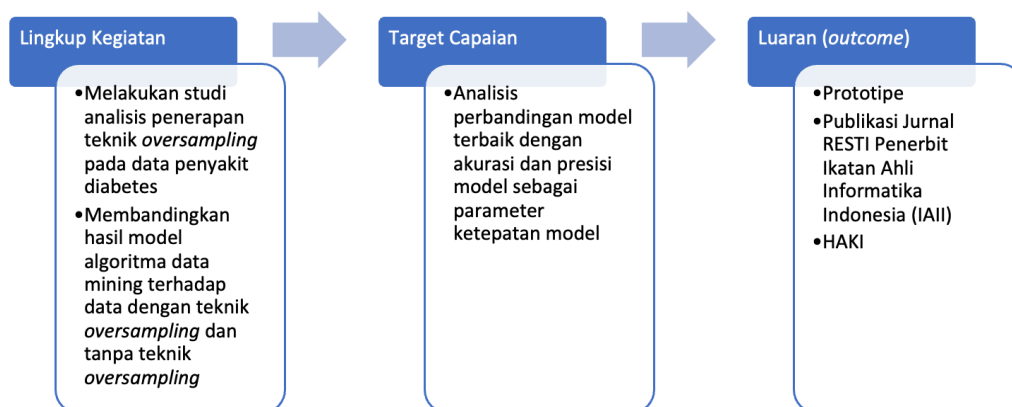 Lingkup Kegiatan
•Melakukan studi
analisis penerapan
teknik oversampling
pada data penyakit
diabetes
•Membandingkan
hasil model
algoritma data
mining terhadap
data dengan teknik
oversampling dan
tanpa teknik
oversampling
Target Capaian
•Analisis
perbandingan model
terbaik dengan
akurasi dan presisi
model sebagai
parameter
ketepatan model
Luaran (outcome)
•Prototipe
•Publikasi Jurnal
RESTI Penerbit
Ikatan Ahli
Informatika
Indonesia (IAII)
•HAKI